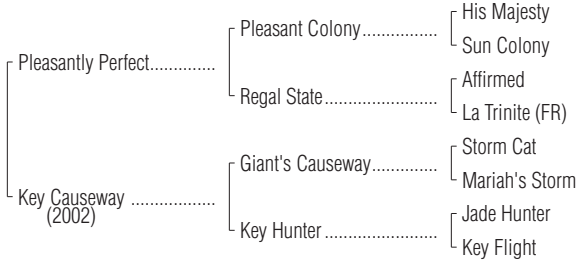 His Majesty
Pleasant Colony.................
Sun Colony
Pleasantly Perfect...............
Affirmed
Regal State.........................
La Trinite (FR)
Storm Cat
Giant's Causeway...............
Mariah's Storm
Key Causeway ...................
(2002)
Jade Hunter
Key Hunter .........................
Key Flight